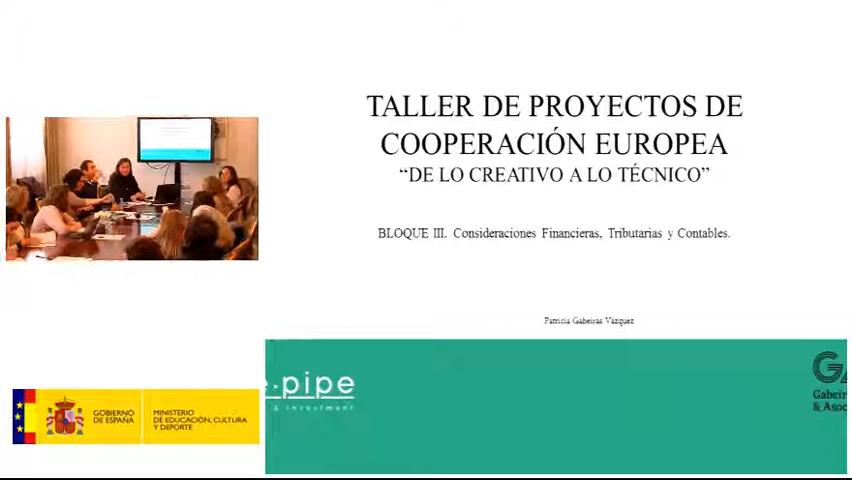 TALLER DE PROYECTOS DE
COOPERACIÓN EUROPEA
“DE LO CREATIVO A LO TÉCNICO”
BLOQUE III. Consideraciones Financieras, Tributarias y Contables.
Patricia Gabeiras Vázquez
pipe
& investment
Gabeir
& Asoc
GOBIERNO
DE ESPAÑA
MINISTERIO
DE EDUCACIÓN, CULTURA
Y DEPORTE